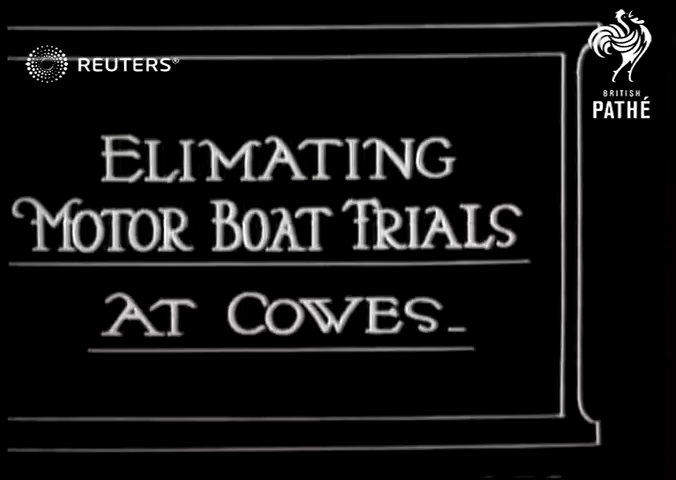 REUTERS®
BRITISH
PATHÉ
ELIMATING
MOTOR BOAT TRIALS
AT COWES_